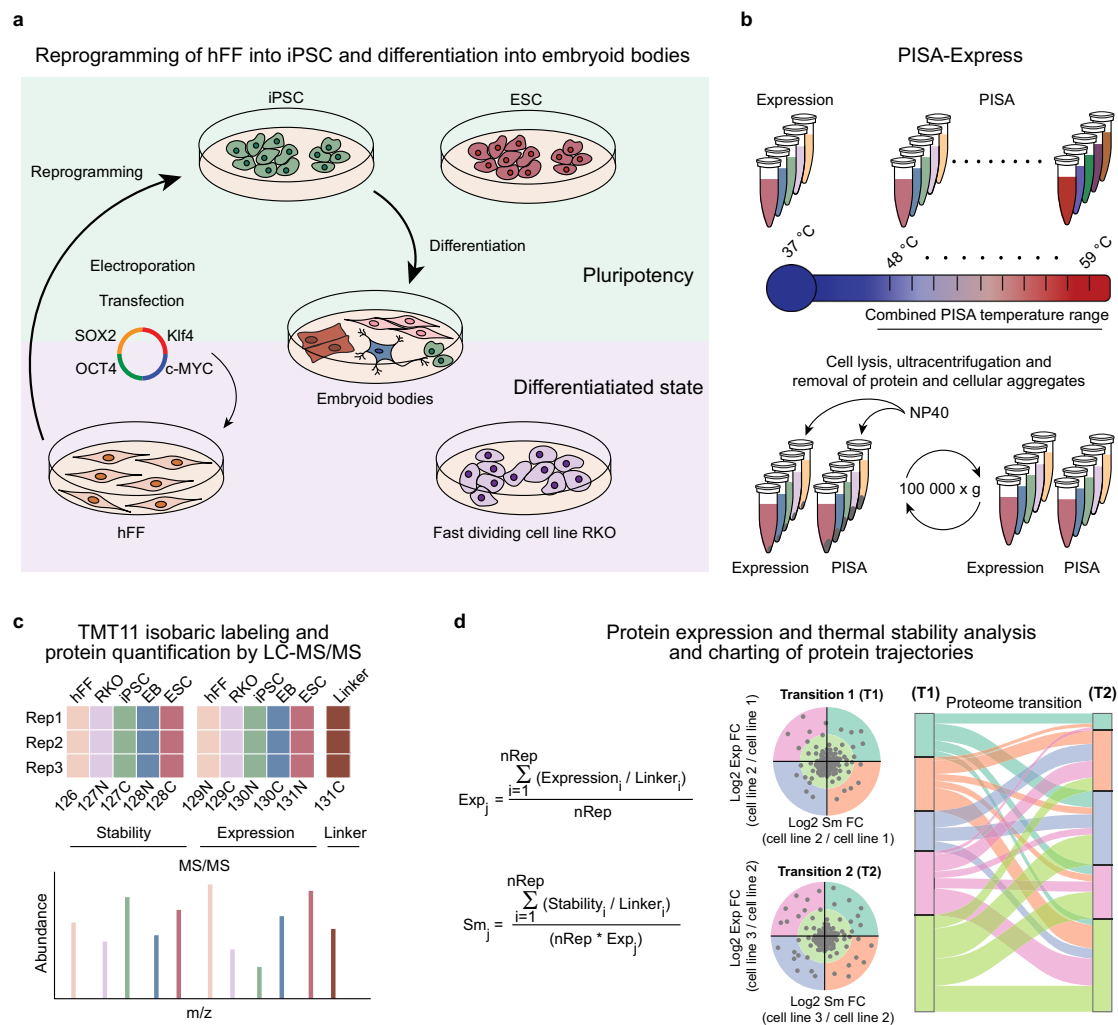 a
Reprogramming of hFF into iPSC and differentiation into embryoid bodies
iPSC
ESC
Reprogramming
Differentiation
Electroporation
Transfection
Pluripotency
SOX2
Klf4
OCT4
c-MYC
Embryoid bodies
Differentiatiated state
hFF
Fast dividing cell line RKO
b
PISA-Express
Expression
PISA
37 °C
48 °C
59 °C
Combined PISA temperature range
Cell lysis, ultracentrifugation and
removal of protein and cellular aggregates
NP40
100 000 x g
Expression
PISA
Expression
PISA
c
TMT11 isobaric labeling and
protein quantification by LC-MS/MS
hFF RKO iPSC EB ESC hFF RKO iPSC EB ESC Linker
Rep1
Rep2
Rep3
126 127N 127C 128N 128C 129N 129C 130N 130C 131N 131C
Stability Expression Linker
MS/MS
Abundance
m/z
d
Protein expression and thermal stability analysis
and charting of protein trajectories
nRep
Exp j = Σ (Expression i / Linker i)
i=1
nRep
nRep
Sm j = Σ (Stability i / Linker i)
i=1
(nRep * Exp j)
Transition 1 (T1)
Log2 Exp FC
(cell line 2 / cell line 1)
Log2 Sm FC
(cell line 2 / cell line 1)
Transition 2 (T2)
Log2 Exp FC
(cell line 3 / cell line 2)
Log2 Sm FC
(cell line 3 / cell line 2)
(T1)
(T2)
Proteome transition